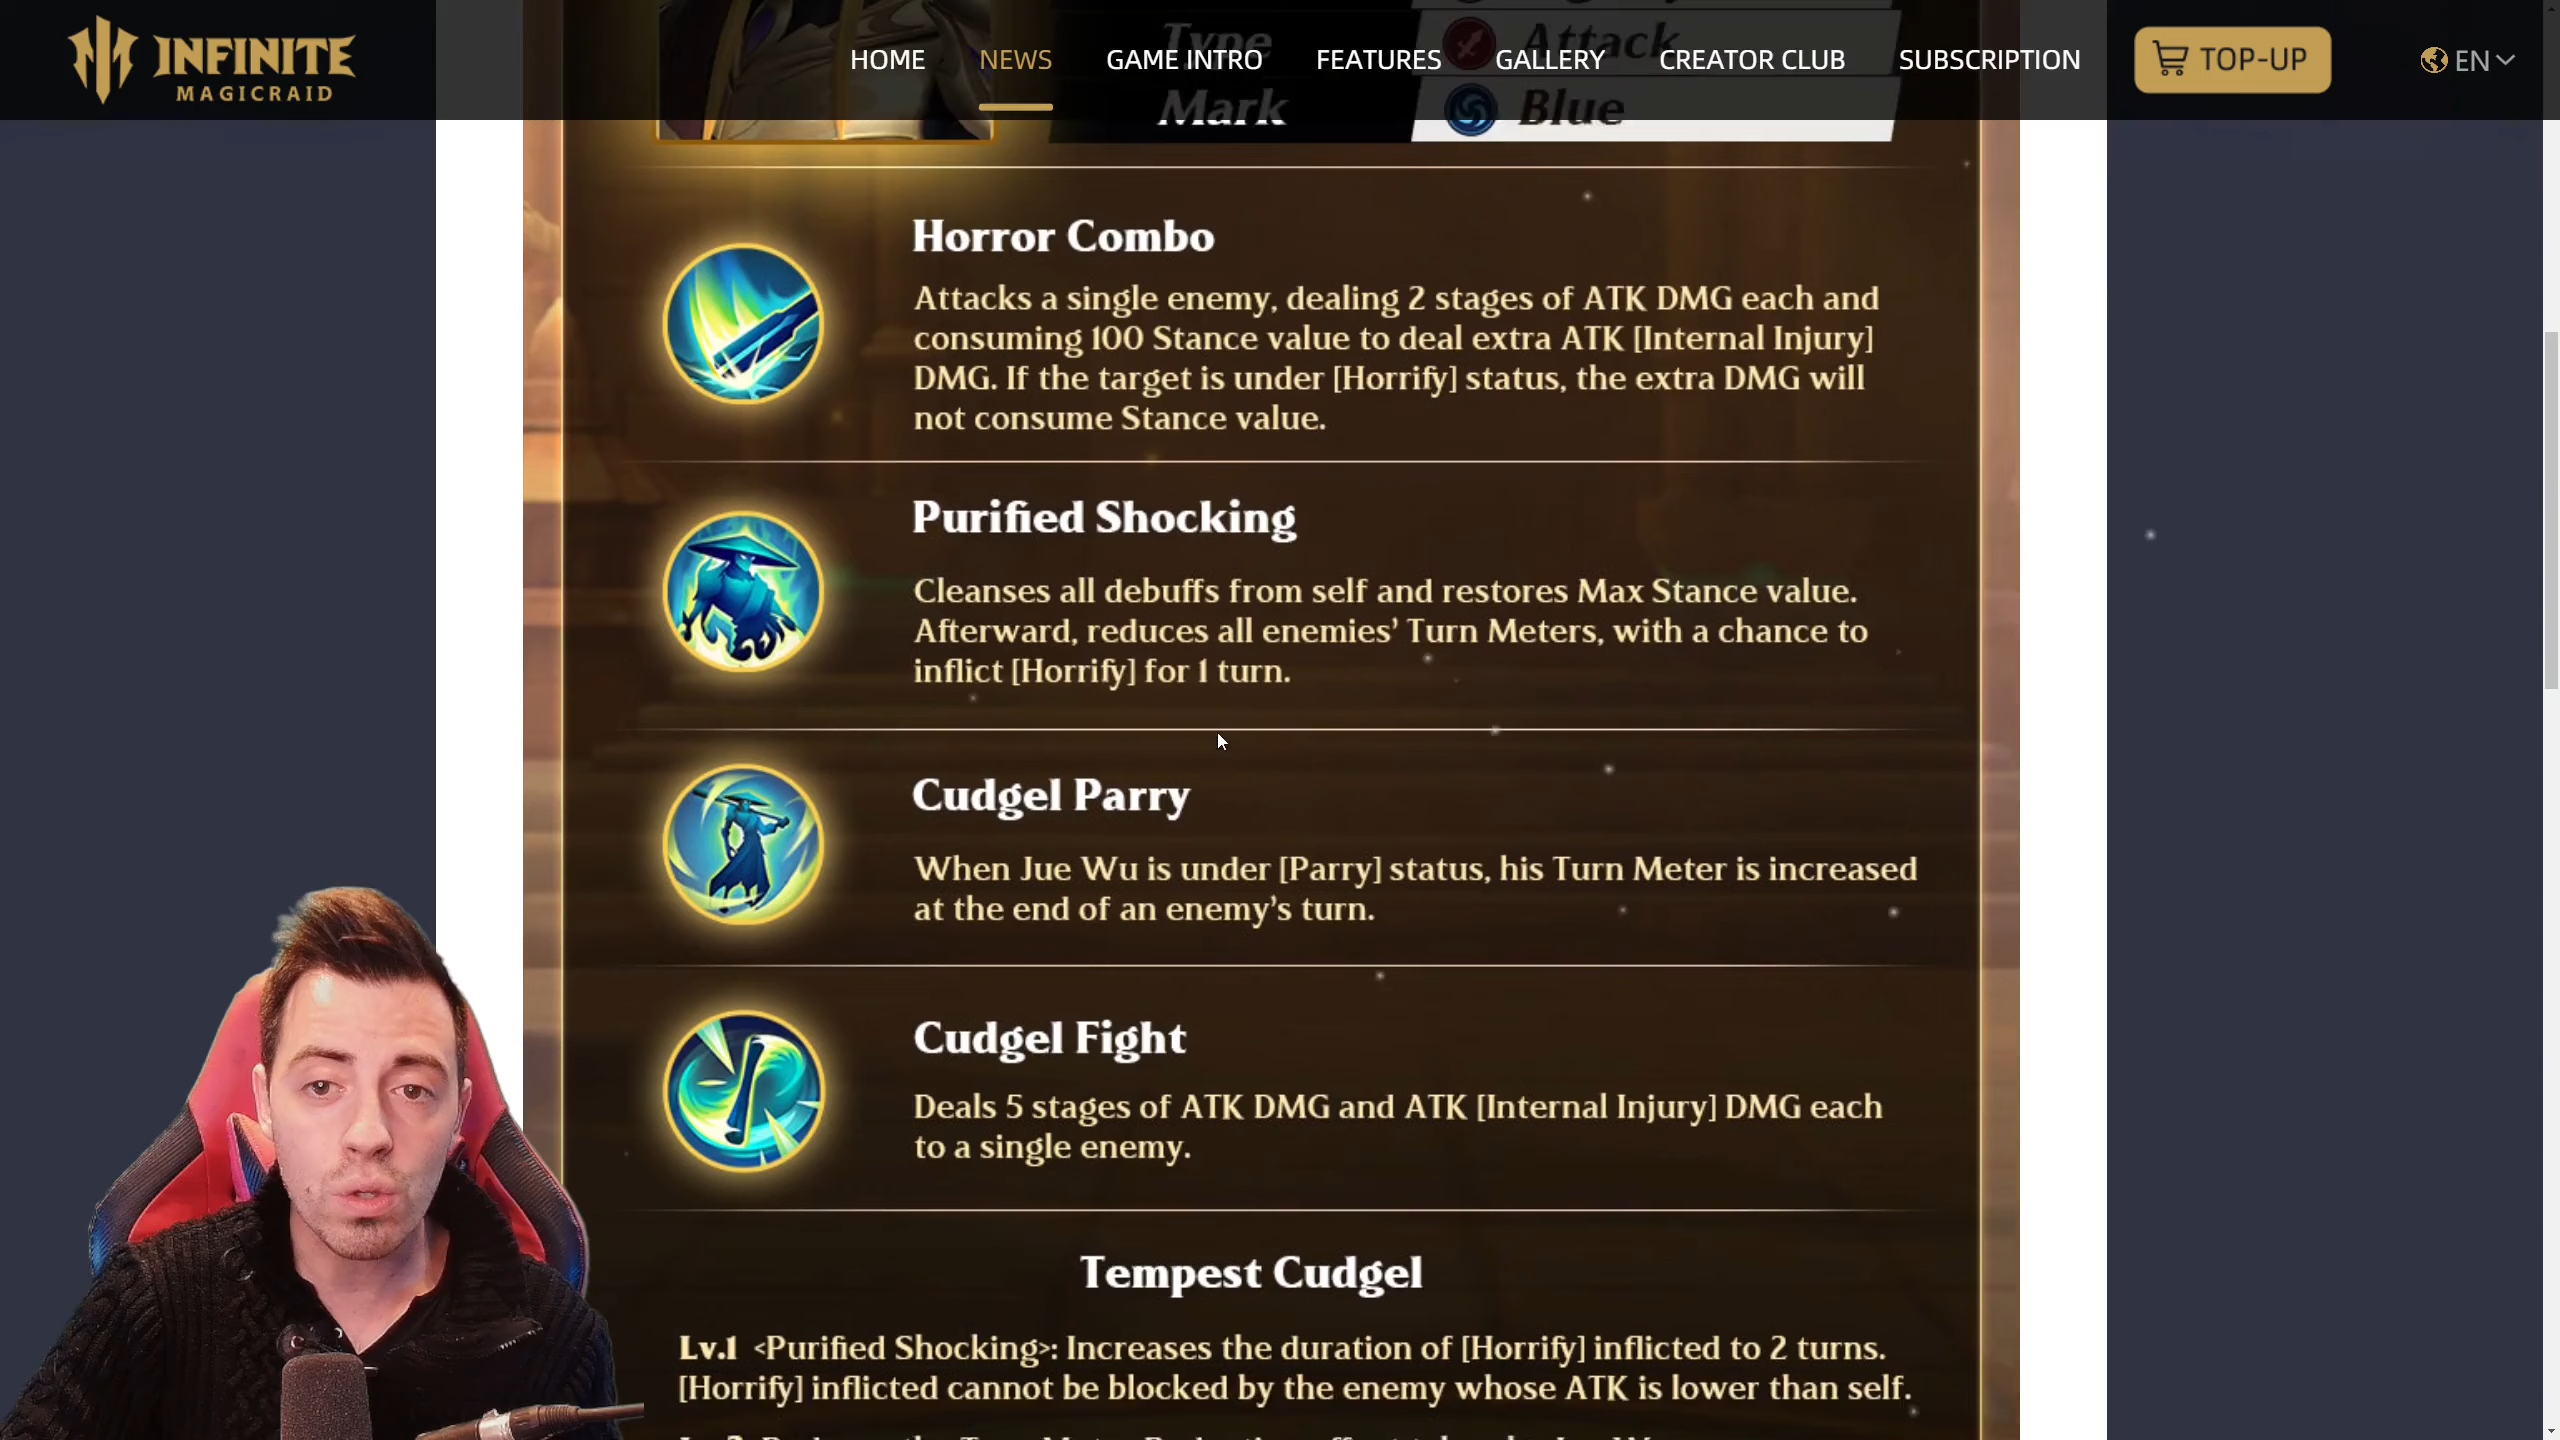 INFINITE
MAGICRAID
HOME NEWS GAME INTRO FEATURES GALLERY CREATOR CLUB SUBSCRIPTION TOP-UP EN
Type Attack
Mark Blue
Horror Combo
Attacks a single enemy, dealing 2 stages of ATK DMG each and
consuming 100 Stance value to deal extra ATK [Internal Injury]
DMG. If the target is under [Horrify] status, the extra DMG will
not consume Stance value.
Purified Shocking
Cleanses all debuffs from self and restores Max Stance value.
Afterward, reduces all enemies' Turn Meters, with a chance to
inflict [Horrify] for 1 turn.
Cudgel Parry
When Jue Wu is under [Parry] status, his Turn Meter is increased
at the end of an enemy's turn.
Cudgel Fight
Deals 5 stages of ATK DMG and ATK [Internal Injury] DMG each
to a single enemy.
Tempest Cudgel
Lv.1 <Purified Shocking>: Increases the duration of [Horrify] inflicted to 2 turns.
[Horrify] inflicted cannot be blocked by the enemy whose ATK is lower than self.